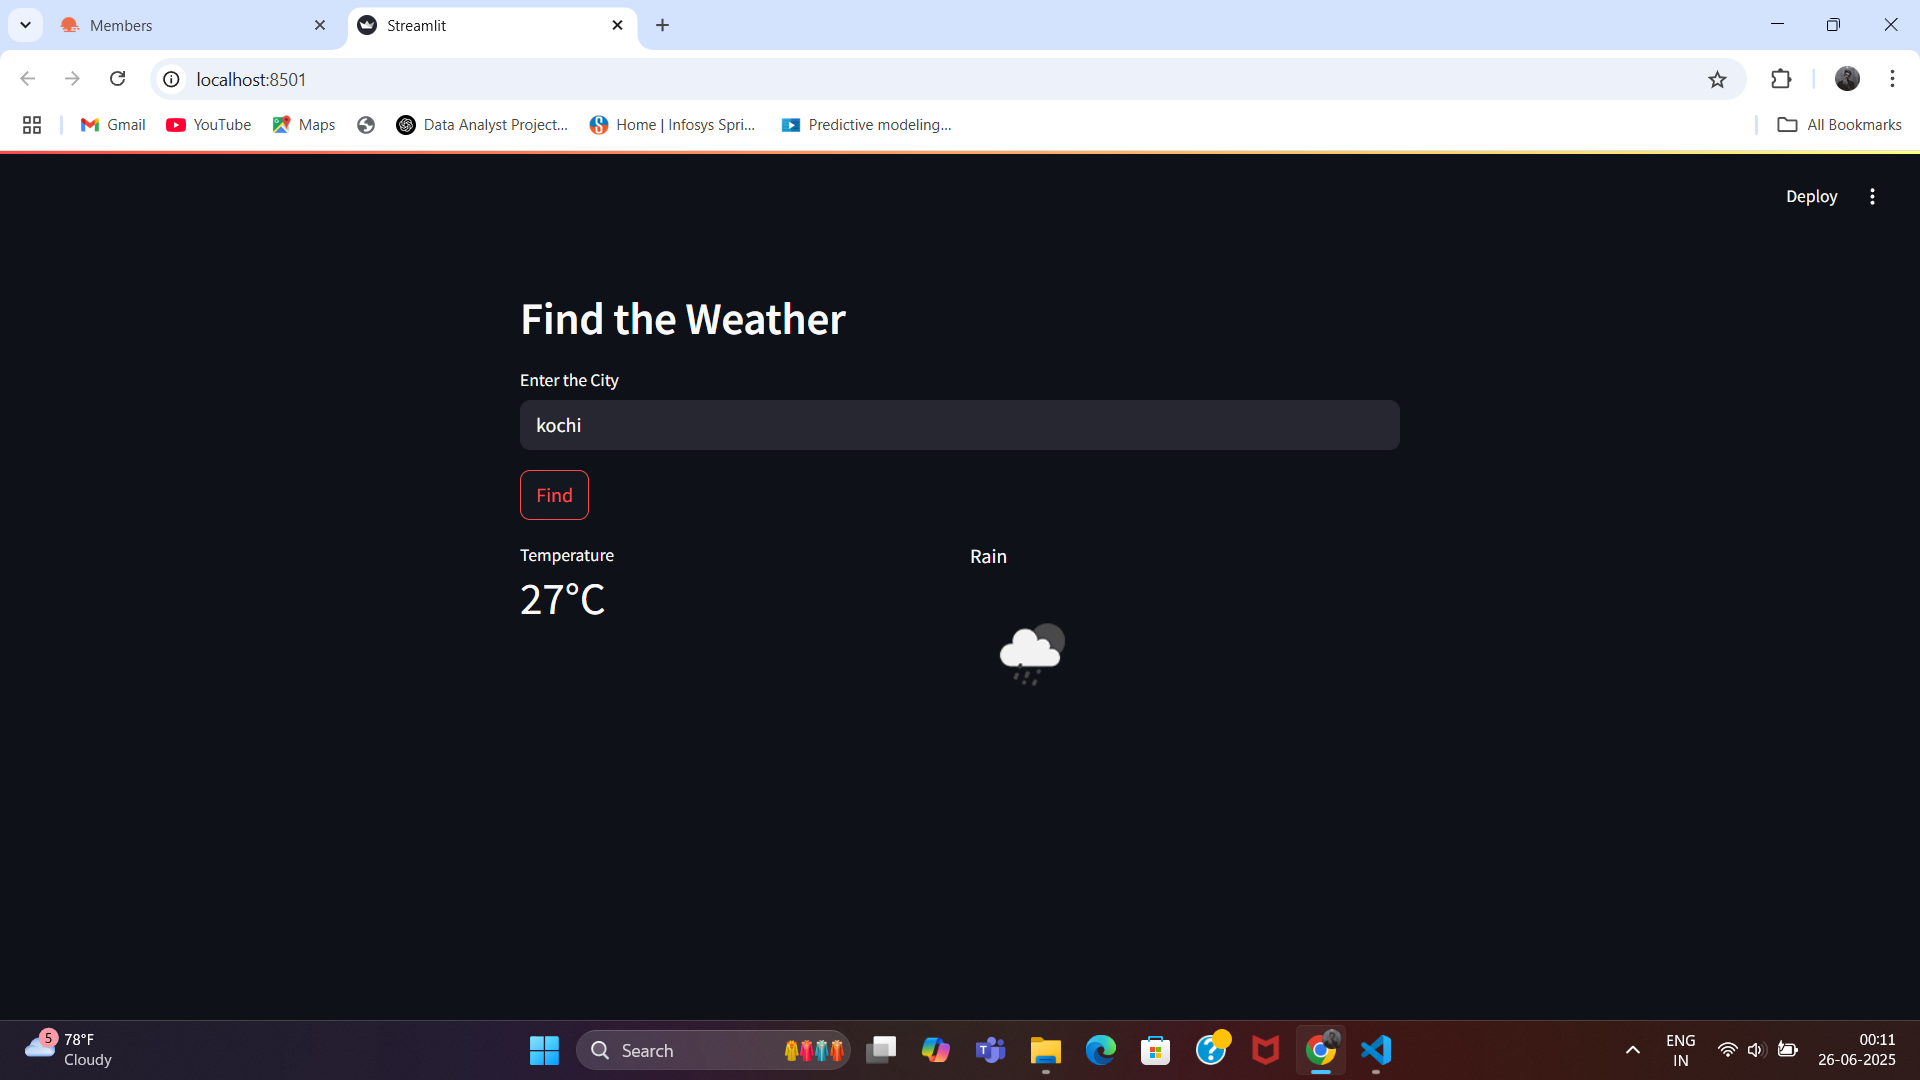 Members
Streamlit
localhost:8501
Gmail
YouTube
Maps
Data Analyst Project...
Home | Infosys Spri...
Predictive modeling...
All Bookmarks
Deploy
Find the Weather
Enter the City
kochi
Find
Temperature
Rain
27°C
5
78°F
Cloudy
Search
ENG
IN
00:11
26-06-2025